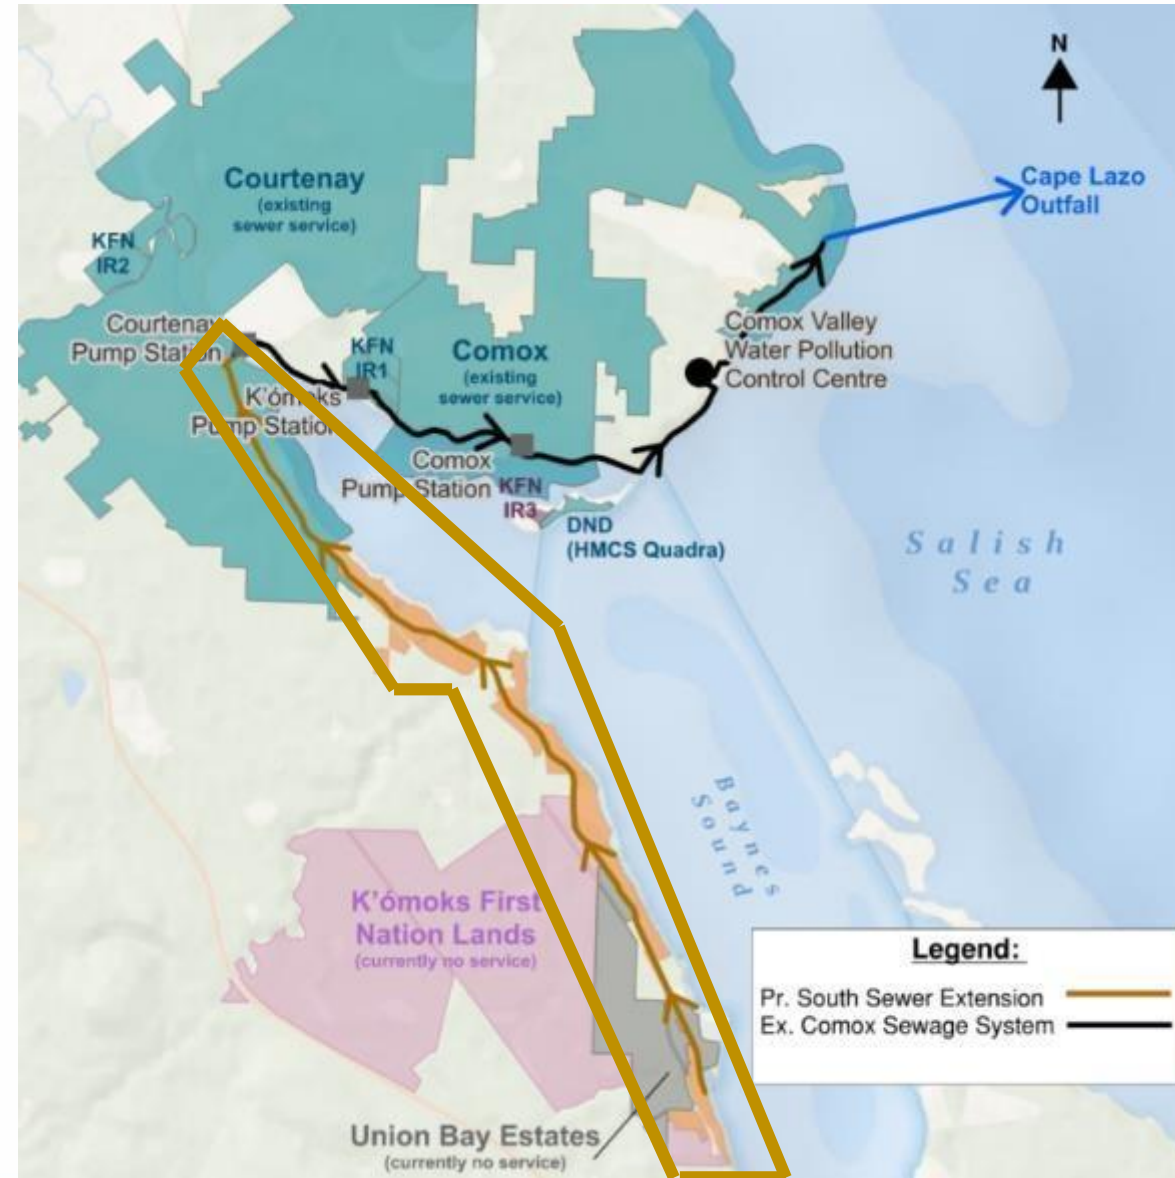 N
Courtenay
(existing
sewer service)
Cape Lazo
Outfall
KFN
IR2
Courtenay
Pump Station
KFN
IR1
Comox
(existing
sewer service)
Comox Valley
Water Pollution
Control Centre
K'ómoks
Pump Station
Comox
Pump Station
KFN
IR3
DND
(HMCS Quadra)
Salish
Sea
Baynes
Sound
K'ómoks First
Nation Lands
(currently no service)
Legend:
Pr. South Sewer Extension
Ex. Comox Sewage System
Union Bay Estates
(currently no service)